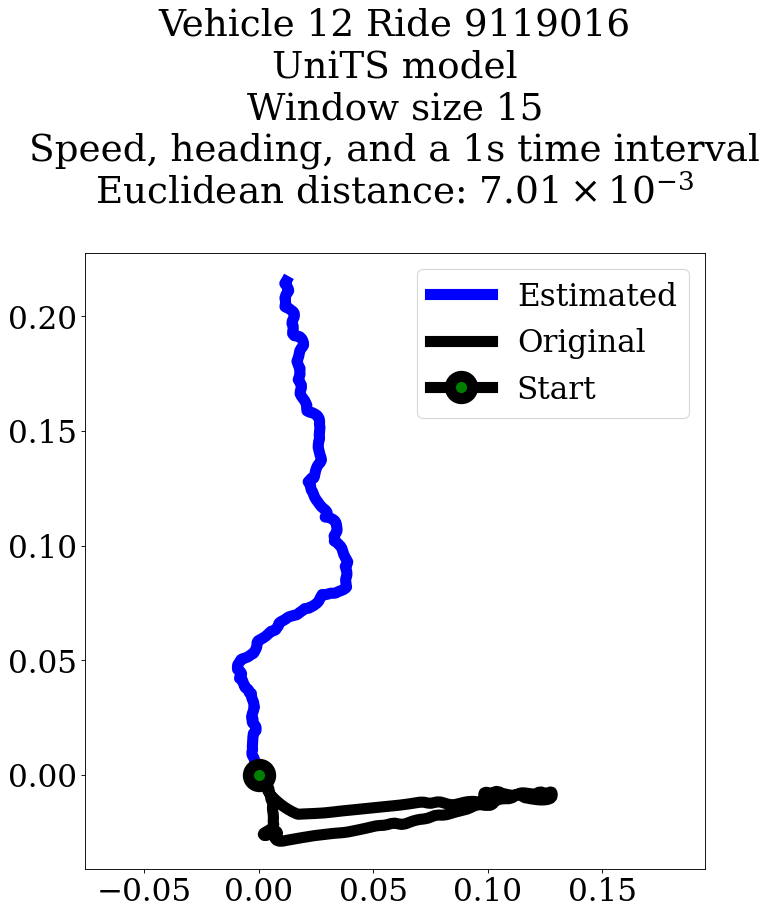 Vehicle 12 Ride 9119016
UniTS model
Window size 15
Speed, heading, and a 1s time interval
Euclidean distance: 7.01 × 10⁻³
Estimated
Original
Start
0.20
0.15
0.10
0.05
0.00
−0.05 0.00 0.05 0.10 0.15